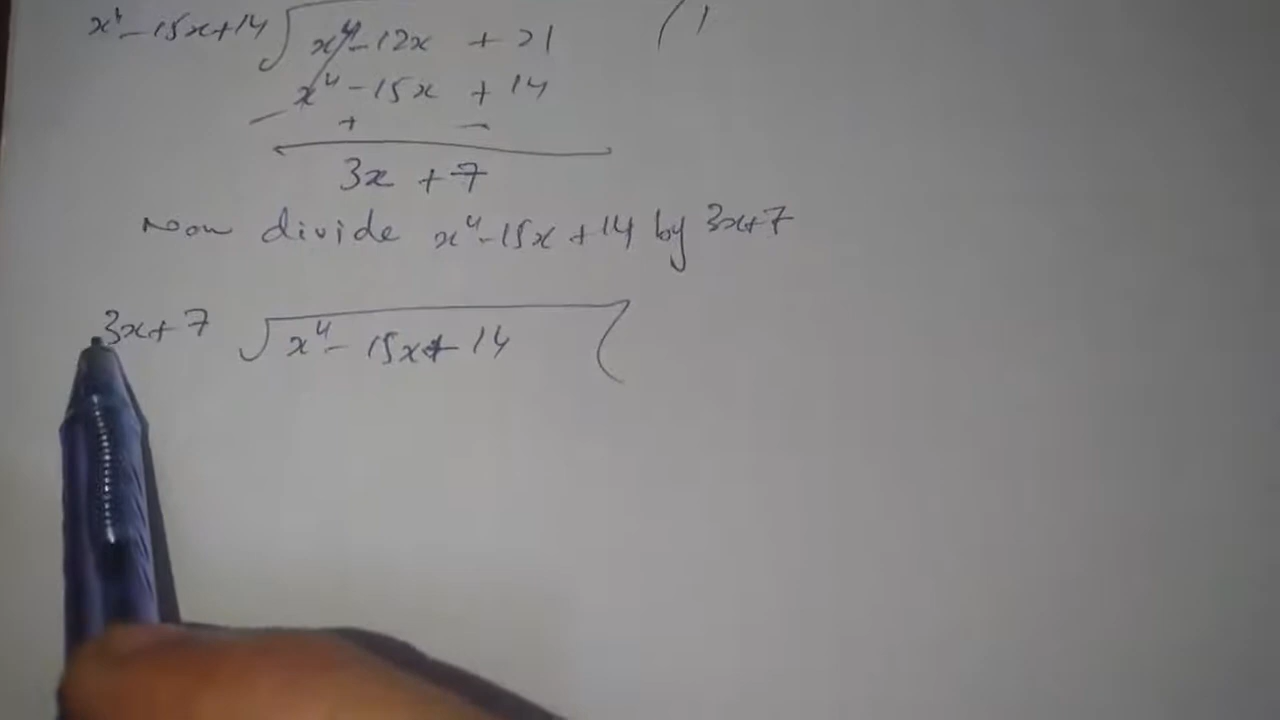 x⁴ - 15x + 14 √ x⁴ - 12x + 21 ( 1
x⁴ - 15x + 14
- + -
3x + 7
Now divide x⁴ - 15x + 14 by 3x+7
3x + 7 √ x⁴ - 15x + 14 (